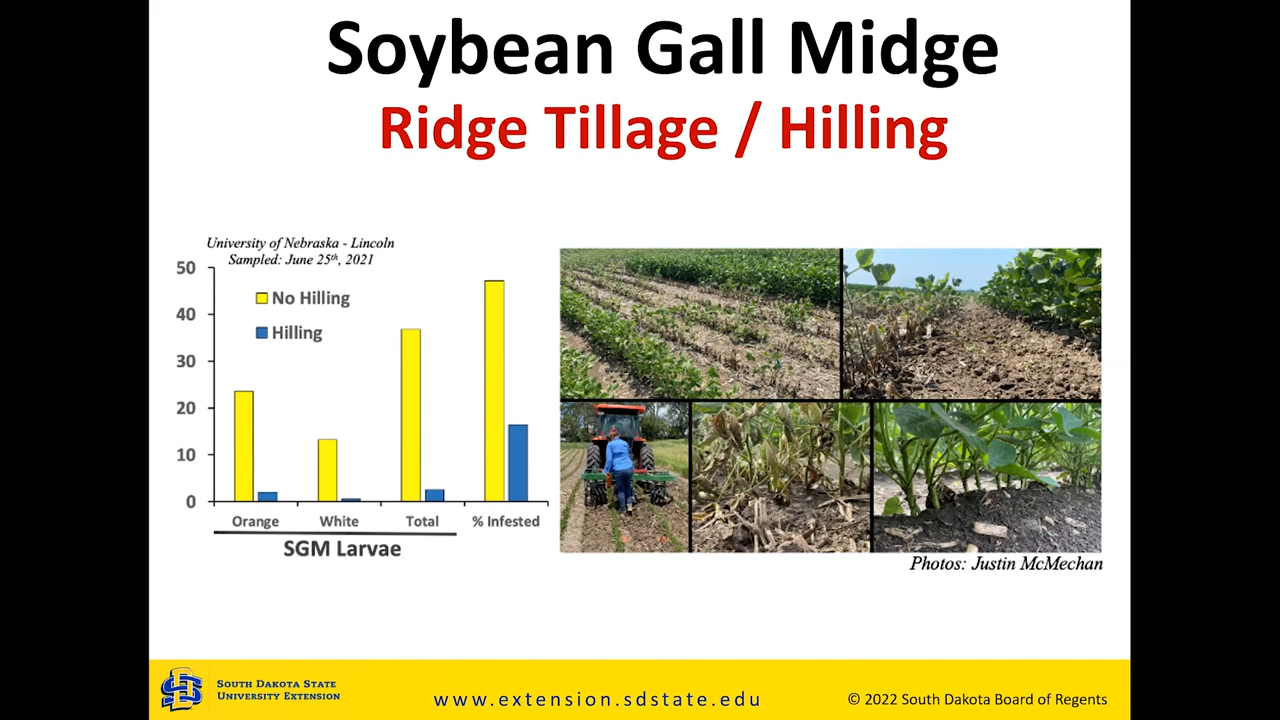 Soybean Gall Midge
Ridge Tillage / Hilling
University of Nebraska - Lincoln
Sampled: June 25th, 2021
50
40
30
20
10
0
No Hilling
Hilling
Orange
White
Total
% Infested
SGM Larvae
Photos: Justin McMechan
SOUTH DAKOTA STATE
UNIVERSITY EXTENSION
www.extension.sdstate.edu
© 2022 South Dakota Board of Regents